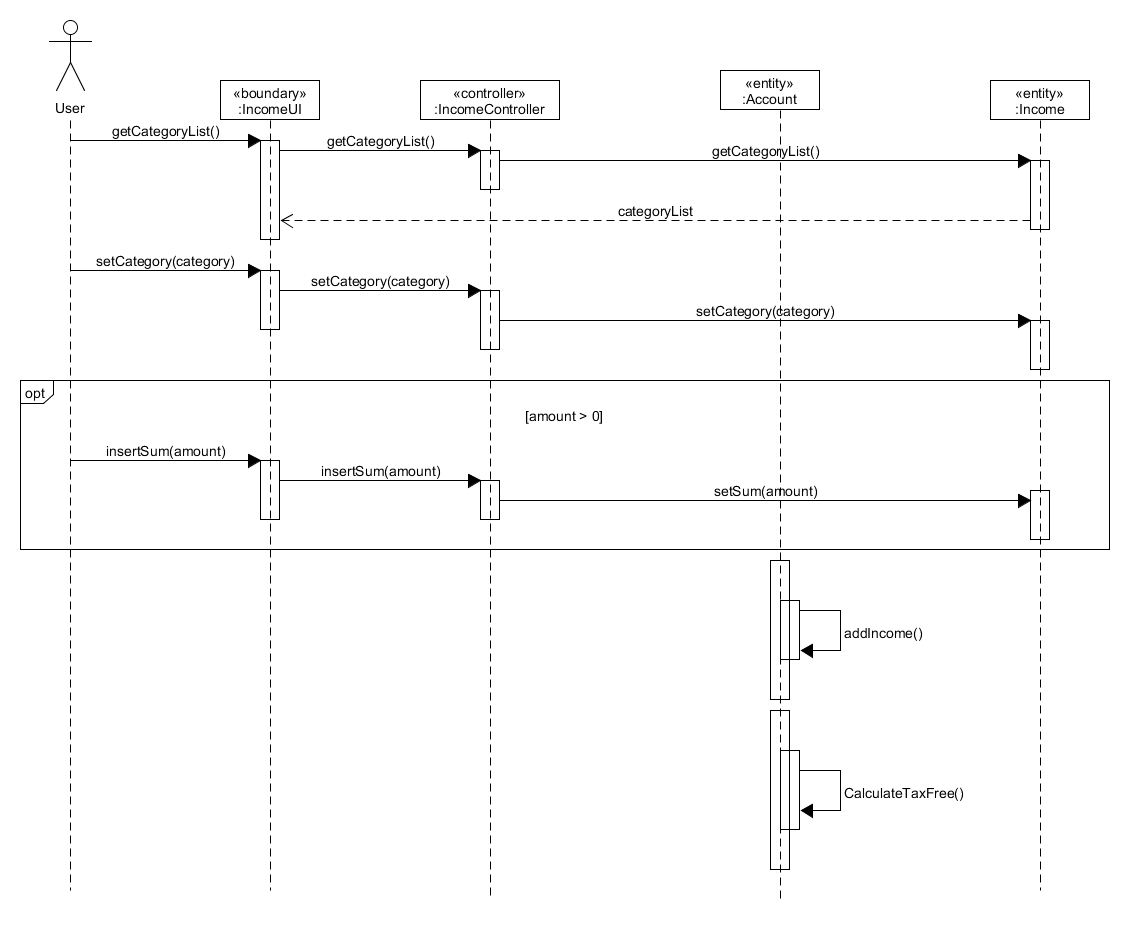 User
«boundary»
:IncomeUI
«controller»
:IncomeController
«entity»
:Account
«entity»
:Income
getCategoryList()
getCategoryList()
getCategoryList()
categoryList
setCategory(category)
setCategory(category)
setCategory(category)
opt
[amount > 0]
insertSum(amount)
insertSum(amount)
setSum(amount)
addIncome()
CalculateTaxFree()